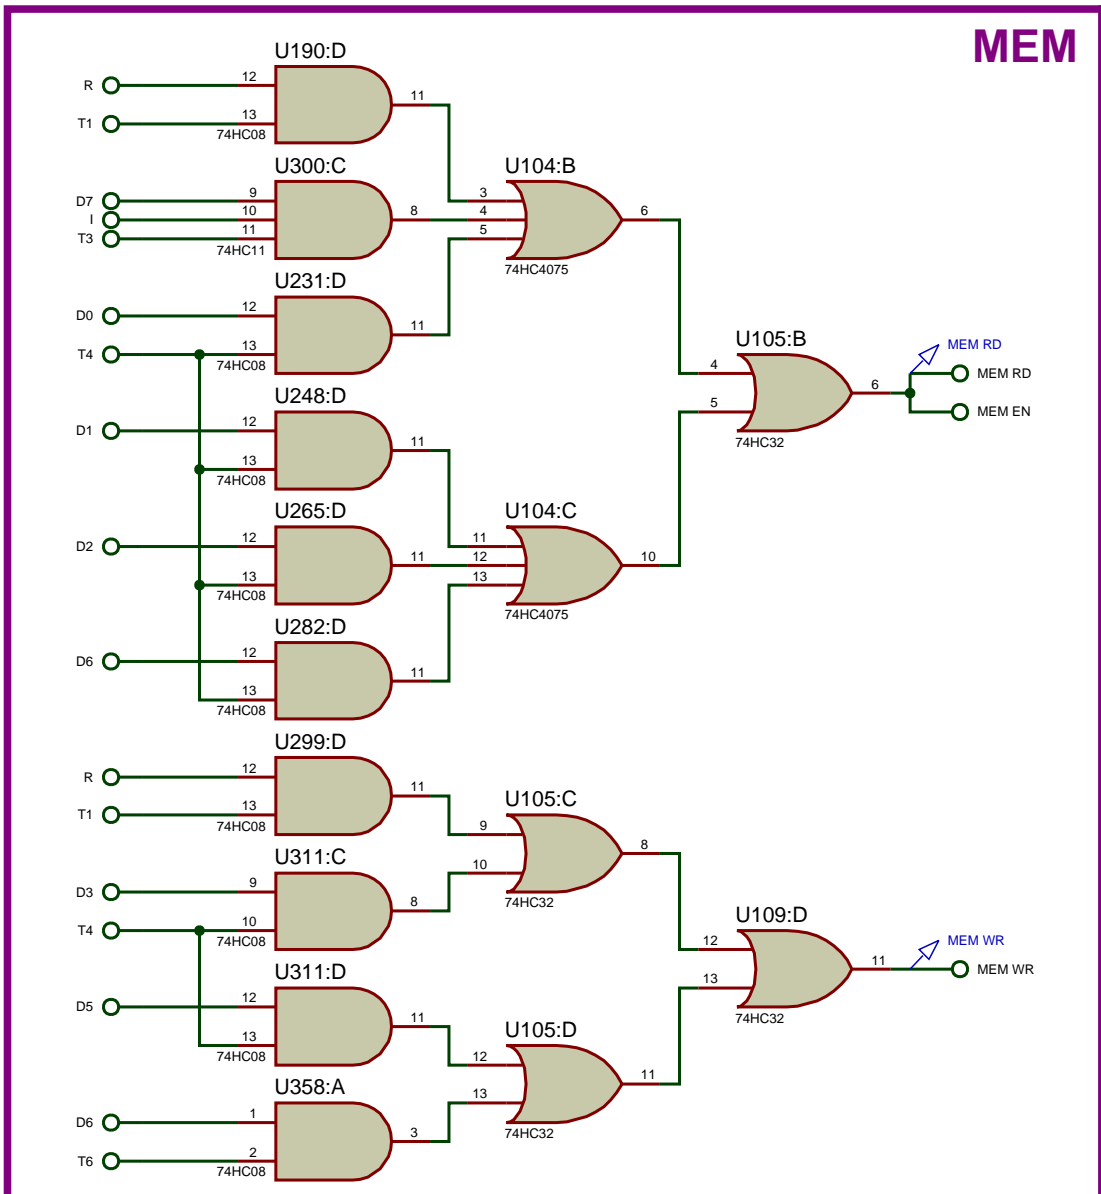 MEM
U190:D
R 12
11
T1 13
74HC08
U300:C
D7 9
I 10
8
T3 11
74HC11
U104:B
3
4
5
6
74HC4075
U231:D
D0 12
11
T4 13
74HC08
U248:D
D1 12
11
13
74HC08
U105:B
4
5
6
74HC32
MEM RD
MEM RD
MEM EN
U265:D
D2 12
11
13
74HC08
U104:C
11
12
13
10
74HC4075
U282:D
D6 12
11
13
74HC08
U299:D
R 12
11
T1 13
74HC08
U105:C
9
10
8
74HC32
U311:C
D3 9
8
T4 10
74HC08
U109:D
12
13
11
74HC32
MEM WR
MEM WR
U311:D
D5 12
11
13
74HC08
U105:D
12
13
11
74HC32
U358:A
D6 1
3
T6 2
74HC08